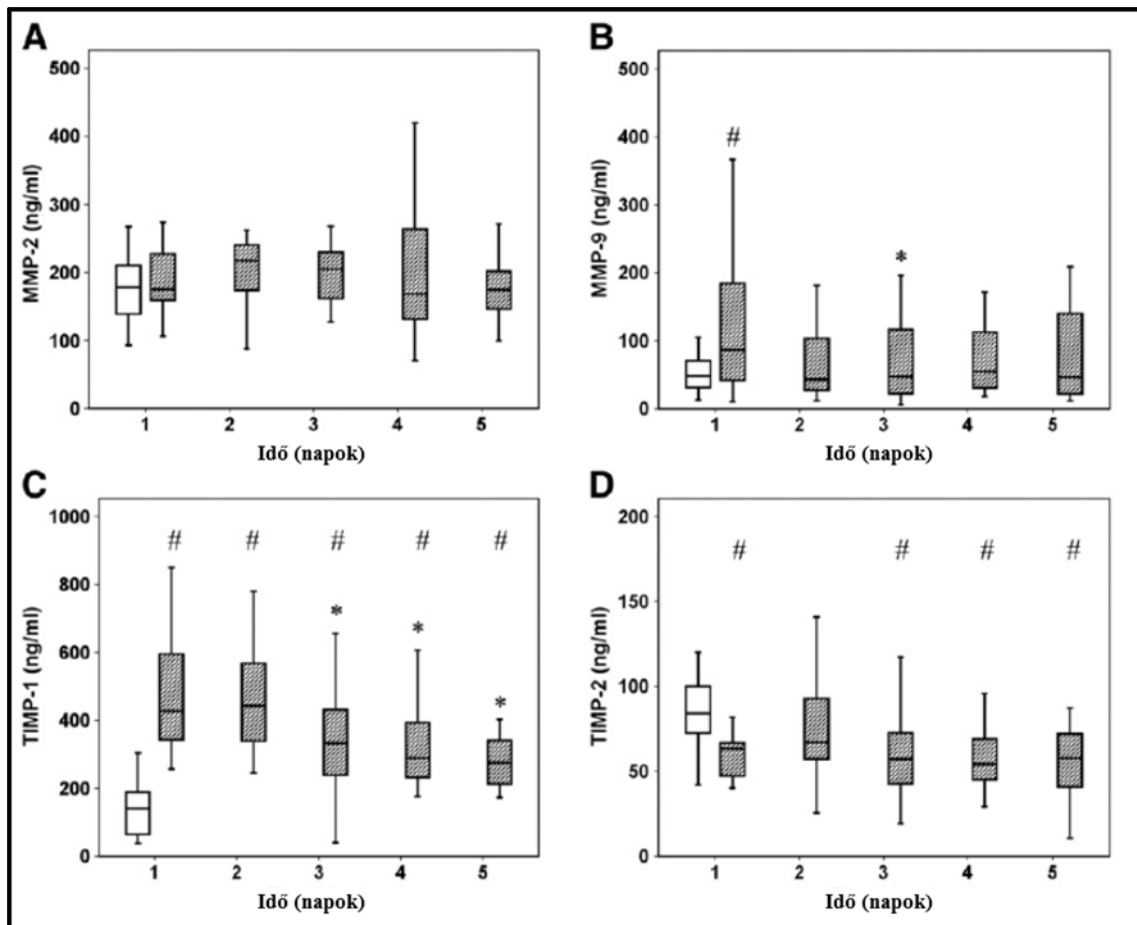 A
500
400
300
200
100
0
MMP-2 (ng/ml)
1 2 3 4 5
Idő (napok)
B
500
400
300
200
100
0
MMP-9 (ng/ml)
#
*
1 2 3 4 5
Idő (napok)
C
1000
800
600
400
200
0
TIMP-1 (ng/ml)
# # # # #
* * *
1 2 3 4 5
Idő (napok)
D
200
150
100
50
0
TIMP-2 (ng/ml)
# # # #
1 2 3 4 5
Idő (napok)